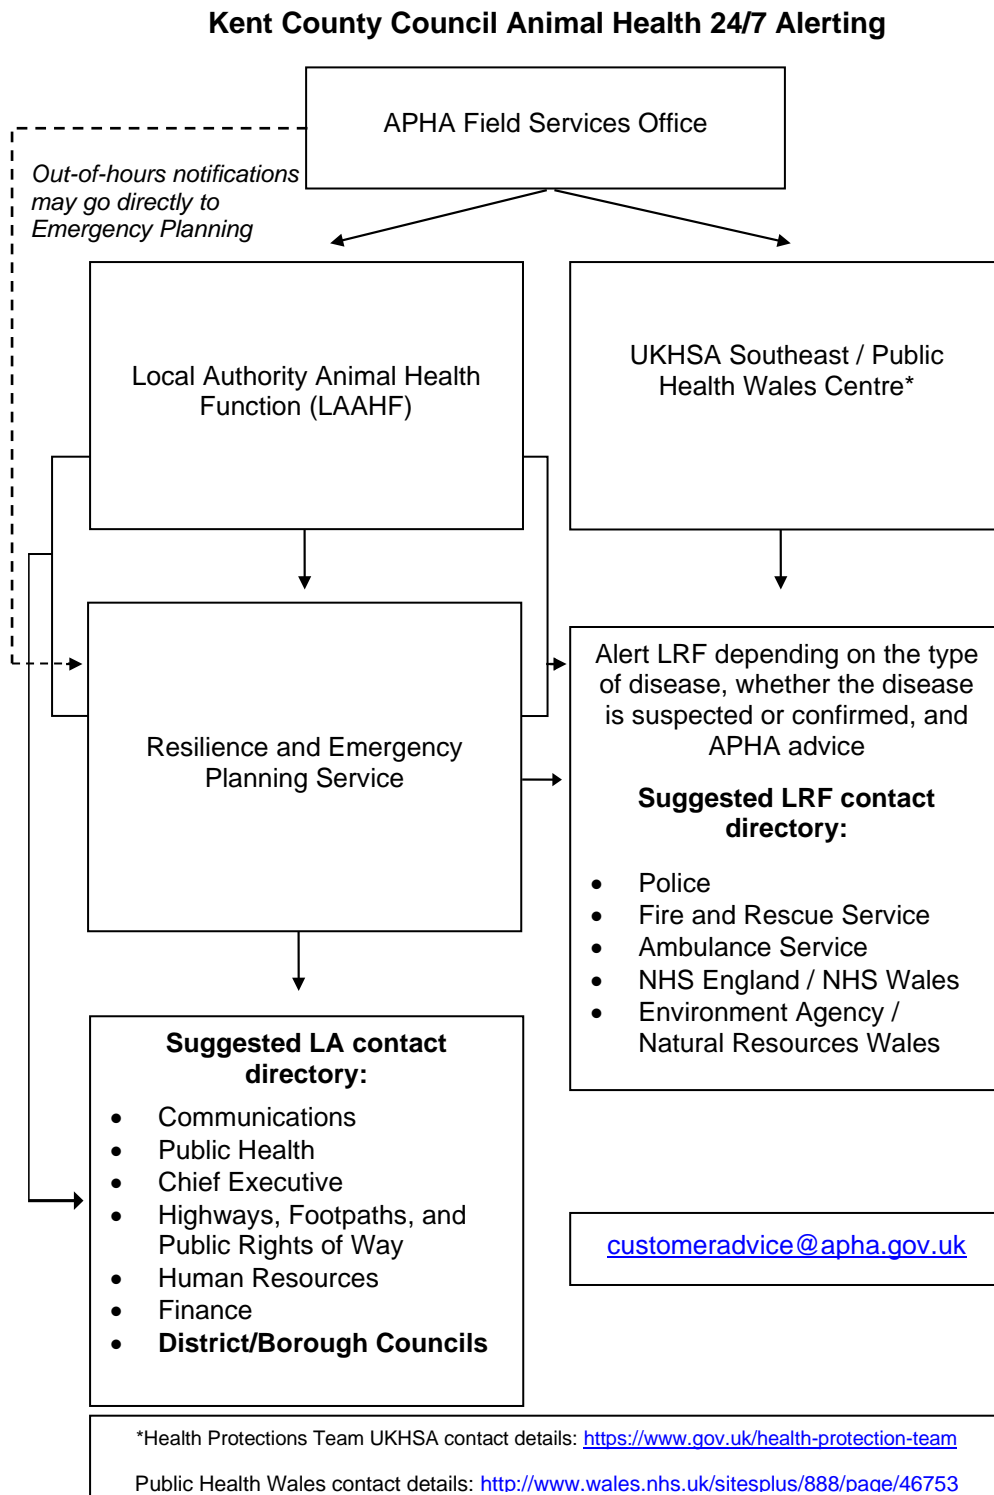 Kent County Council Animal Health 24/7 Alerting
APHA Field Services Office
Out-of-hours notifications
may go directly to
Emergency Planning
Local Authority Animal Health
Function (LAAHF)
UKHSA Southeast / Public
Health Wales Centre*
Resilience and Emergency
Planning Service
Alert LRF depending on the type
of disease, whether the disease
is suspected or confirmed, and
APHA advice
Suggested LRF contact
directory:
• Police
• Fire and Rescue Service
• Ambulance Service
• NHS England / NHS Wales
• Environment Agency /
Natural Resources Wales
Suggested LA contact
directory:
• Communications
• Public Health
• Chief Executive
• Highways, Footpaths, and
Public Rights of Way
• Human Resources
• Finance
• District/Borough Councils
customeradvice@apha.gov.uk
*Health Protections Team UKHSA contact details: https://www.gov.uk/health-protection-team
Public Health Wales contact details: http://www.wales.nhs.uk/sitesplus/888/page/46753